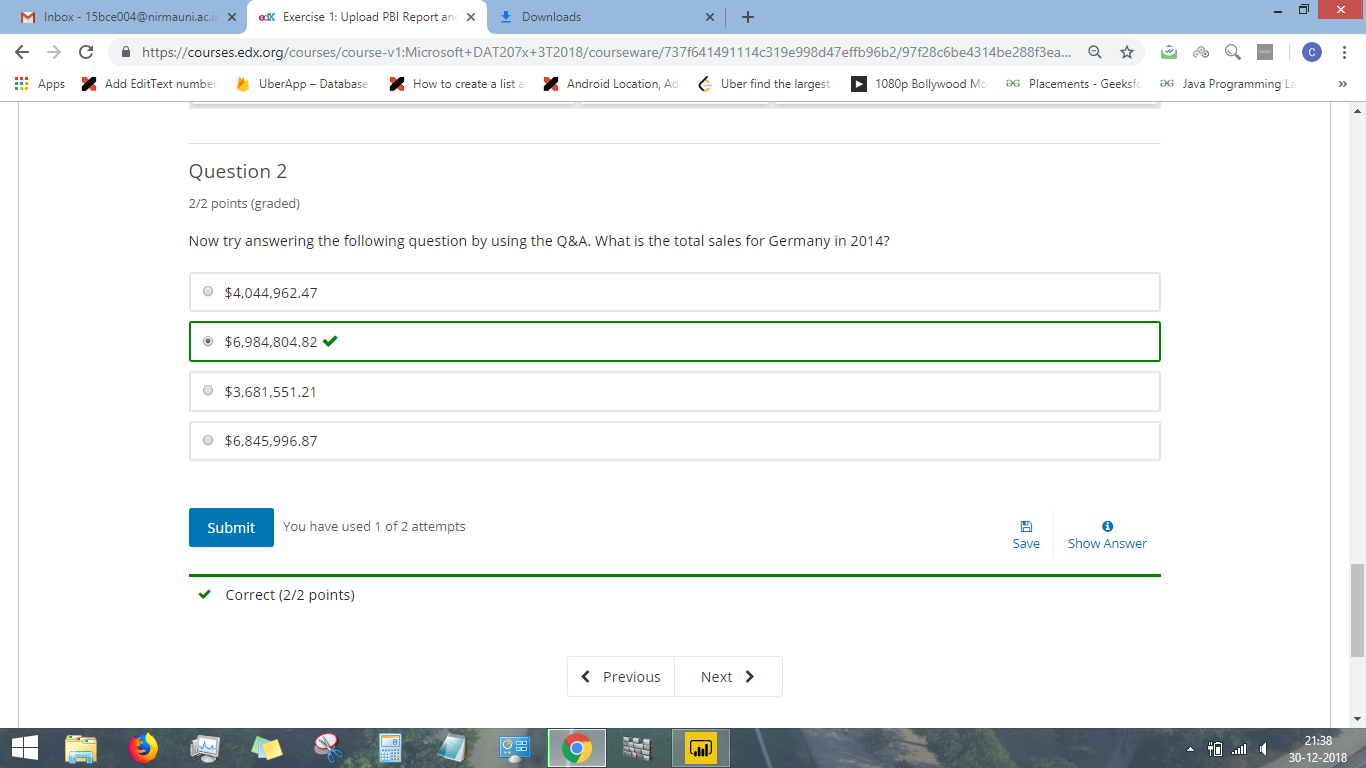 Inbox - 15bce004@nirmauni.ac.i
edX Exercise 1: Upload PBI Report an
Downloads
https://courses.edx.org/courses/course-v1:Microsoft+DAT207x+3T2018/courseware/737f641491114c319e998d47effb96b2/97f28c6be4314be288f3ea...
C
Apps
Add EditText number
UberApp – Database
How to create a list a
Android Location, Ad
Uber find the largest
1080p Bollywood Mo
Placements - Geeksfo
Java Programming La
»
Question 2
2/2 points (graded)
Now try answering the following question by using the Q&A. What is the total sales for Germany in 2014?
$4,044,962.47
$6,984,804.82
$3,681,551.21
$6,845,996.87
Submit
You have used 1 of 2 attempts
Save
Show Answer
Correct (2/2 points)
Previous
Next
21:38
30-12-2018